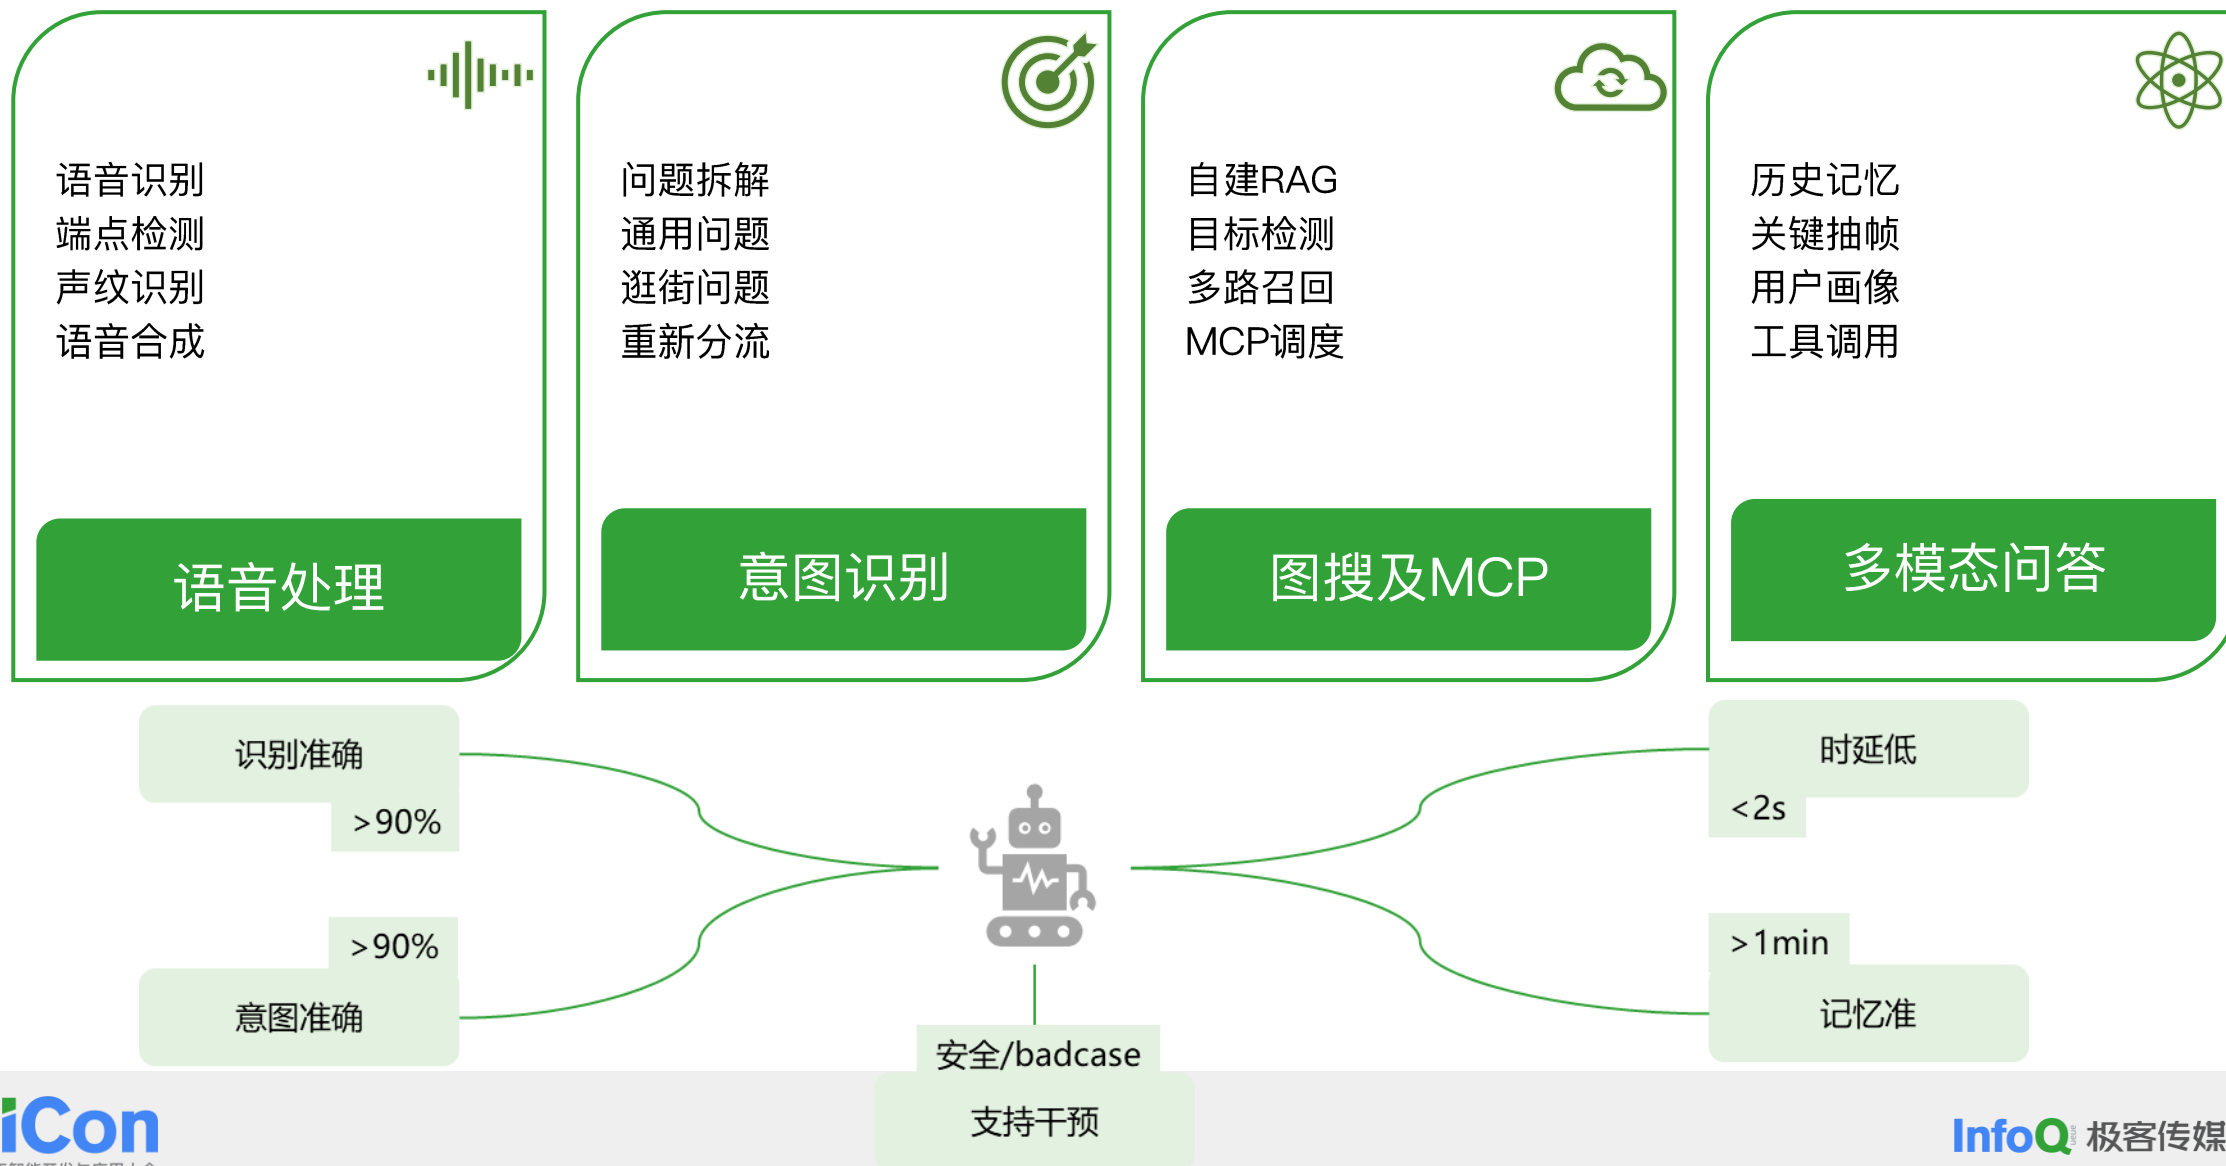 语音识别
端点检测
声纹识别
语音合成
语音处理
问题拆解
通用问题
逛街问题
重新分流
意图识别
自建RAG
目标检测
多路召回
MCP调度
图搜及MCP
历史记忆
关键抽帧
用户画像
工具调用
多模态问答
识别准确
>90%
>90%
意图准确
时延低
<2s
>1min
记忆准
安全/badcase
支持干预
iCon
InfoQ 极客传媒